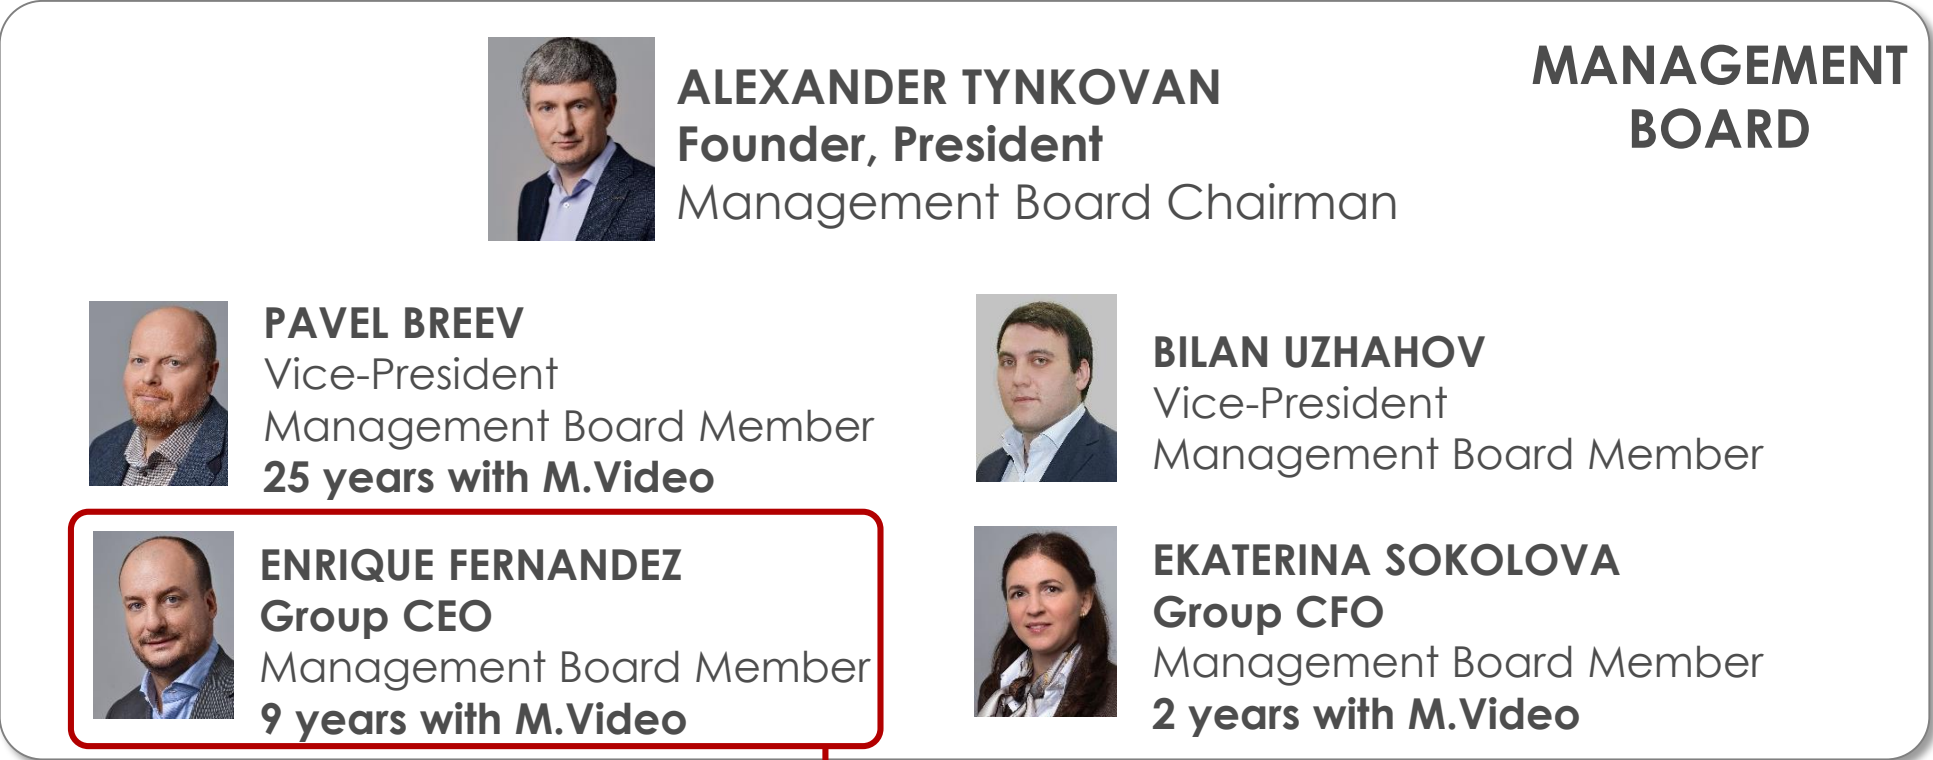 MANAGEMENT
BOARD
ALEXANDER TYNKOVAN
Founder, President
Management Board Chairman
PAVEL BREEV
Vice-President
Management Board Member
25 years with M.Video
BILAN UZHAHOV
Vice-President
Management Board Member
ENRIQUE FERNANDEZ
Group CEO
Management Board Member
9 years with M.Video
EKATERINA SOKOLOVA
Group CFO
Management Board Member
2 years with M.Video